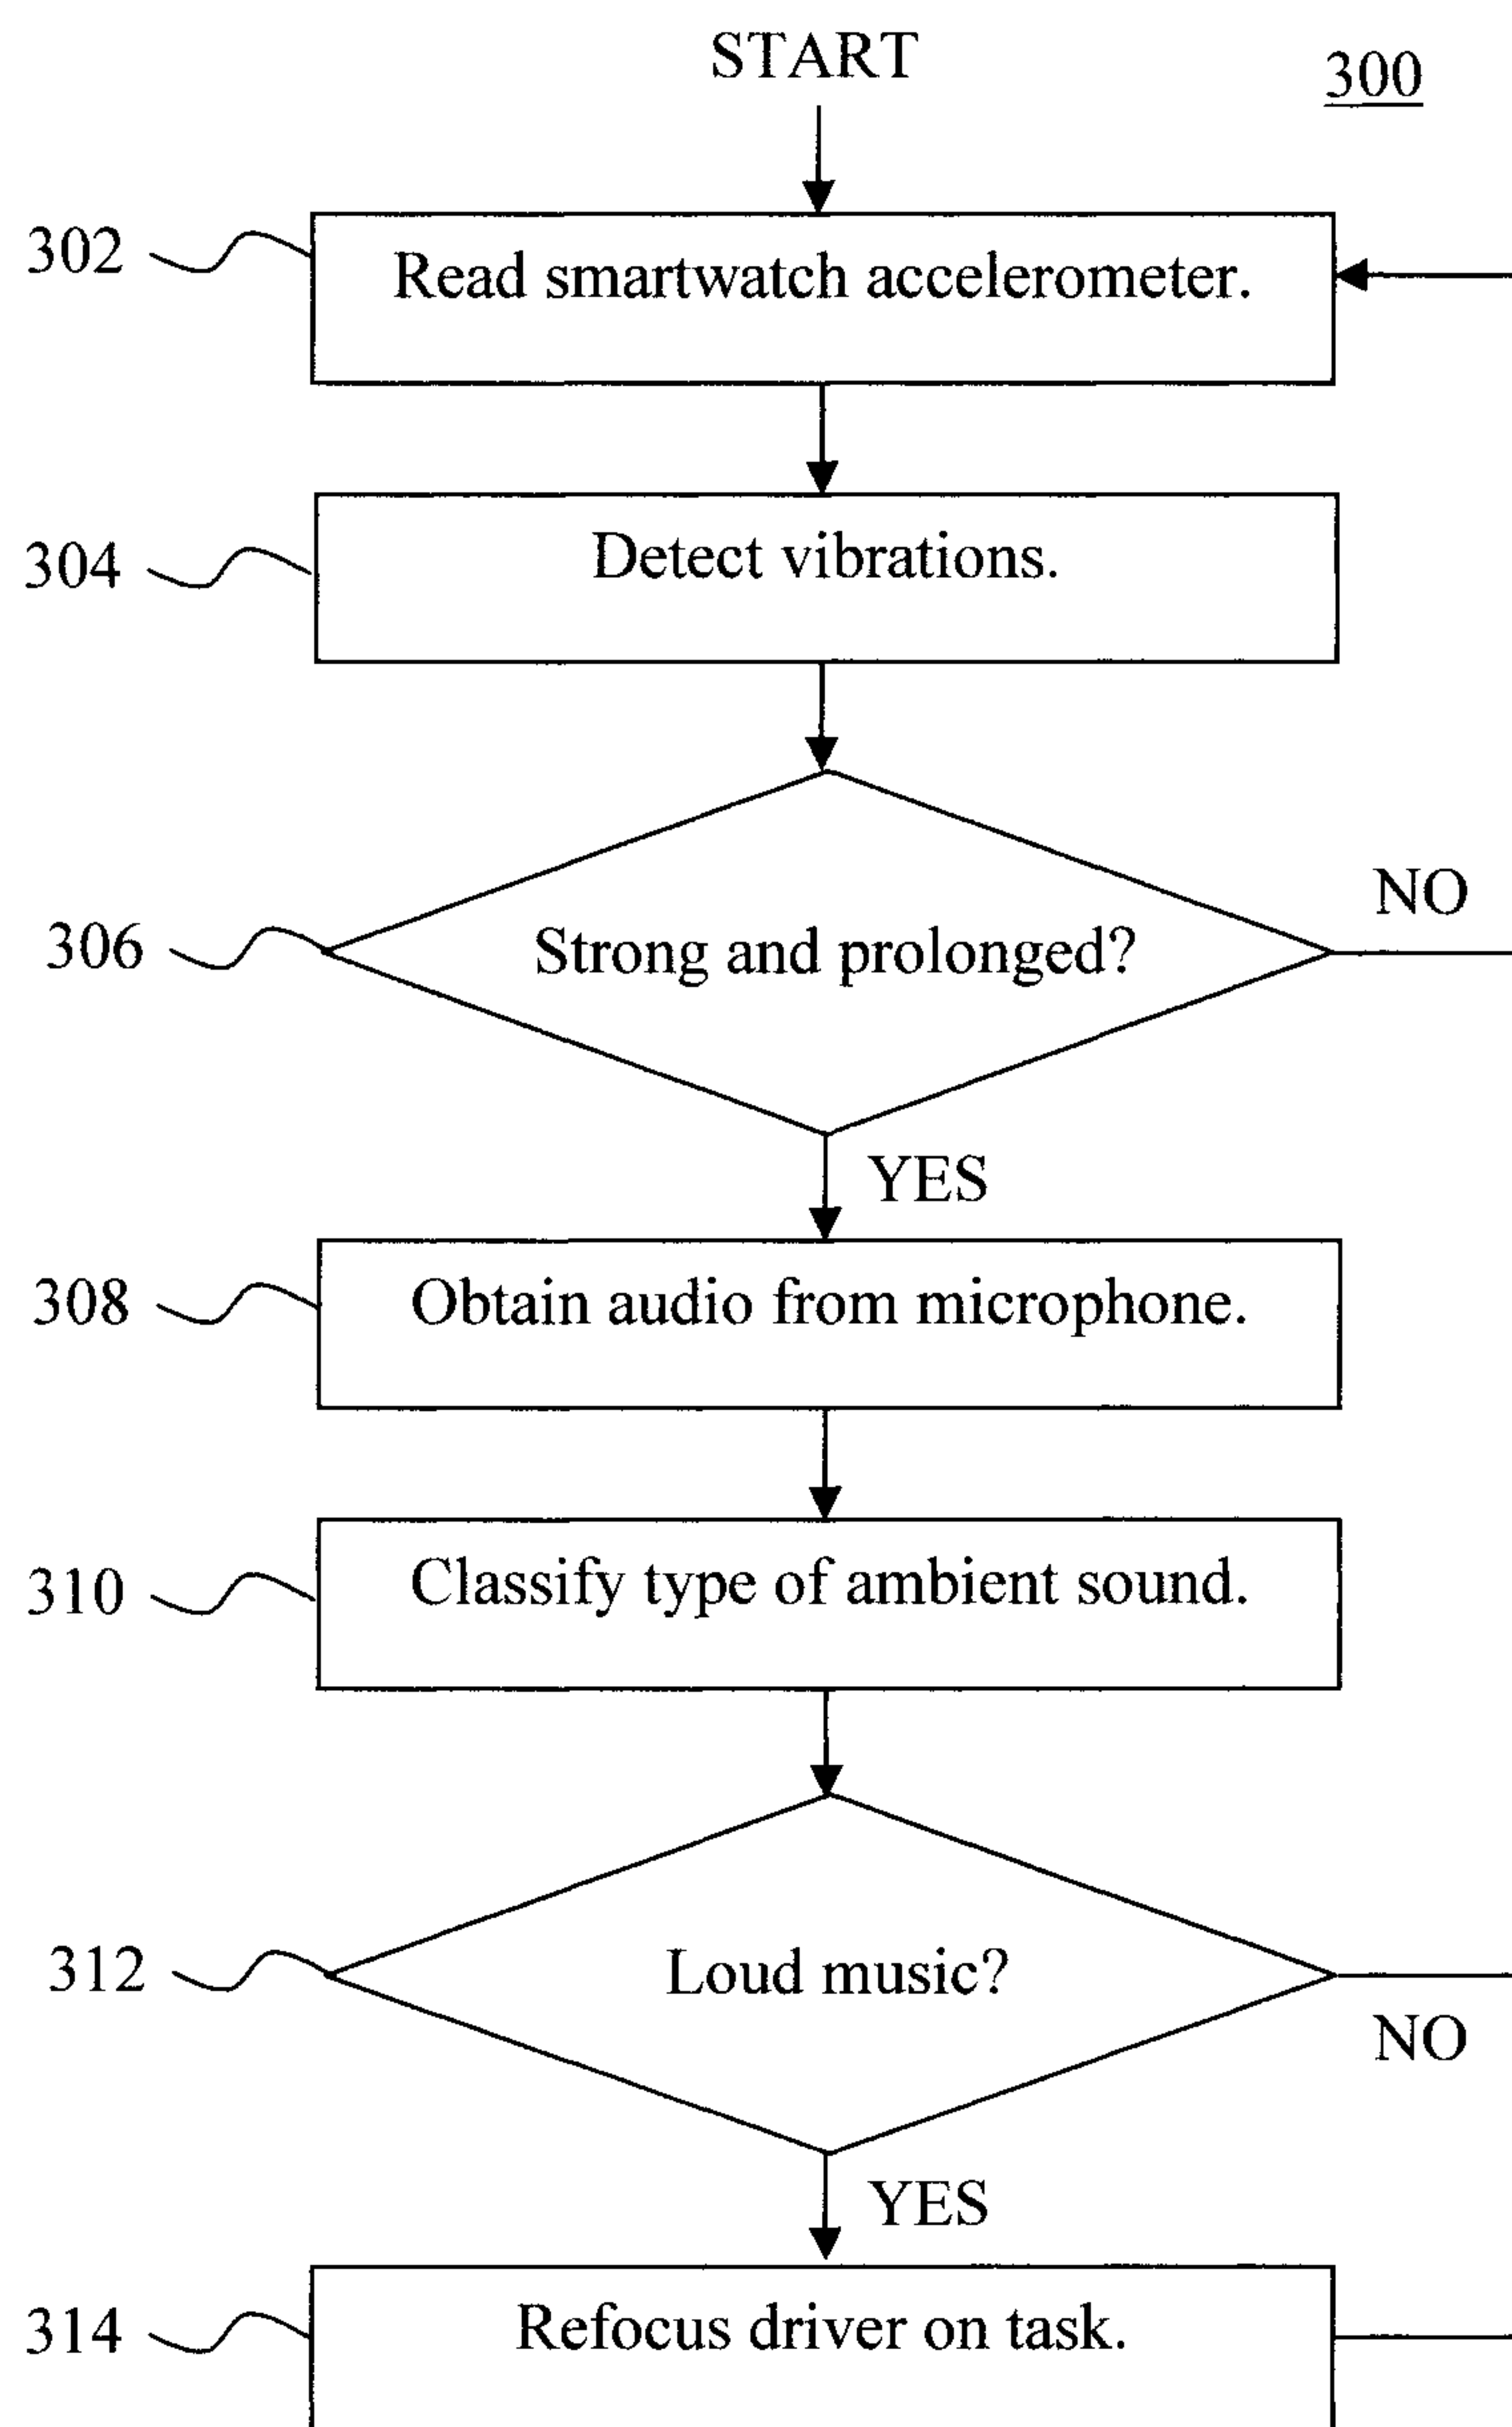 START
300
302
Read smartwatch accelerometer.
304
Detect vibrations.
306
Strong and prolonged?
NO
YES
308
Obtain audio from microphone.
310
Classify type of ambient sound.
312
Loud music?
NO
YES
314
Refocus driver on task.